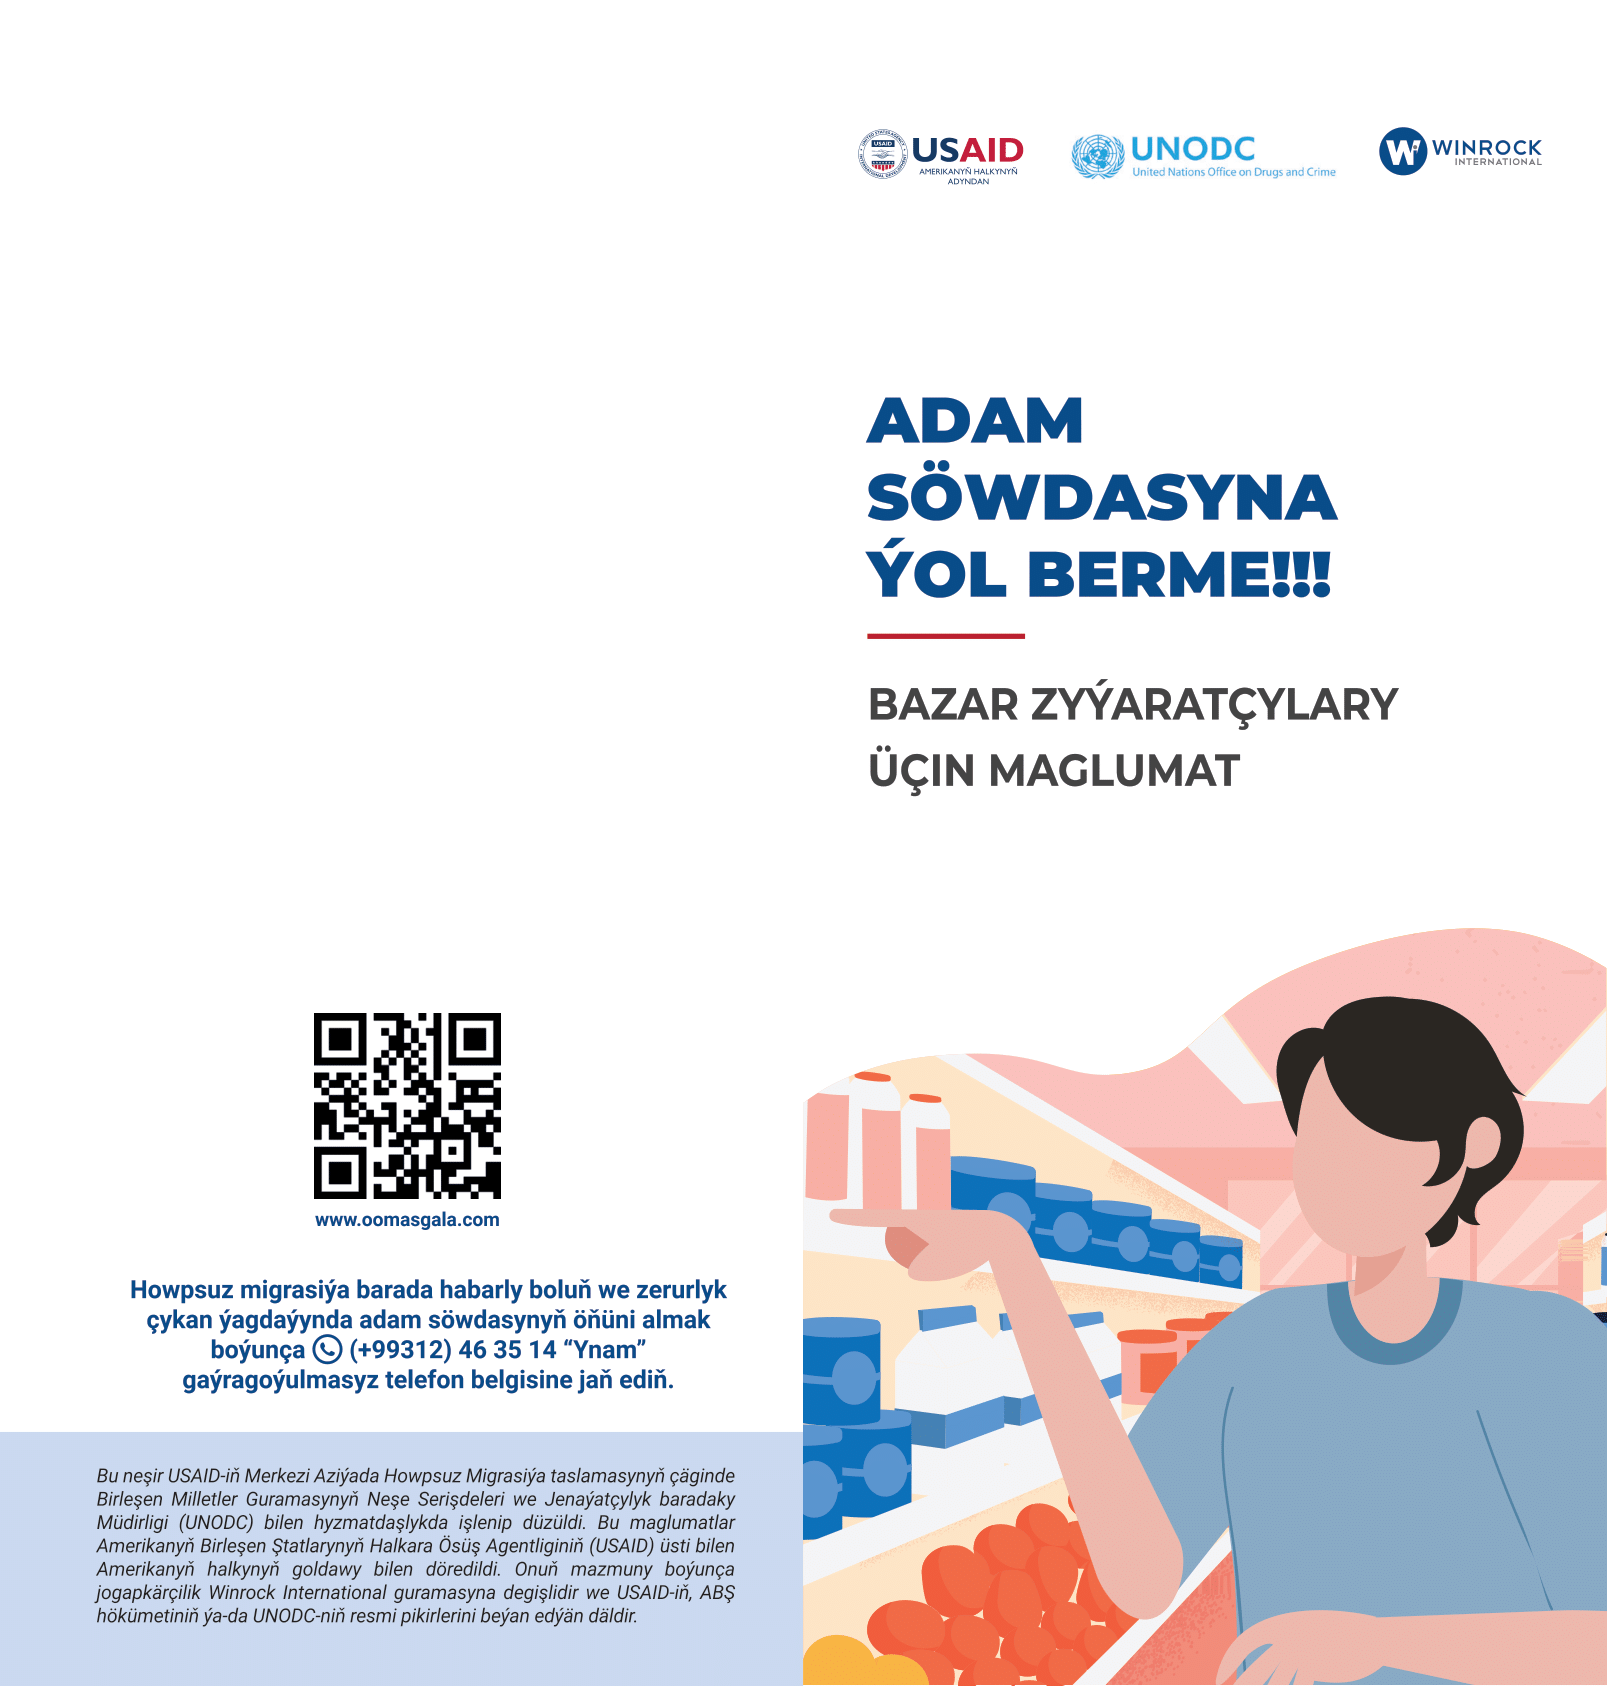 USAID
AMERIKANYŇ HALKYNYŇ
ADYNDAN
UNODC
United Nations Office on Drugs and Crime
WINROCK
INTERNATIONAL
ADAM
SÖWDASYNA
ÝOL BERME!!!
BAZAR ZYÝARATÇYLARY
ÜÇIN MAGLUMAT
www.oomasgala.com
Howpsuz migrasiýa barada habarly boluň we zerurlyk
çykan ýagdaýynda adam söwdasynyň öňüni almak
boýunça (+99312) 46 35 14 “Ynam”
gaýragoýulmasyz telefon belgisine jaň ediň.
Bu neşir USAID-iň Merkezi Aziýada Howpsuz Migrasiýa taslamasynyň çäginde
Birleşen Milletler Guramasynyň Neşe Serişdeleri we Jenaýatçylyk baradaky
Müdirligi (UNODC) bilen hyzmatdaşlykda işlenip düzüldi. Bu maglumatlar
Amerikanyň Birleşen Ştatlarynyň Halkara Ösüş Agentliginiň (USAID) üsti bilen
Amerikanyň halkynyň goldawy bilen döredildi. Onuň mazmuny boýunça
jogapkärçilik Winrock International guramasyna degişlidir we USAID-iň, ABŞ
hökümetiniň ýa-da UNODC-niň resmi pikirlerini beýan edýän däldir.